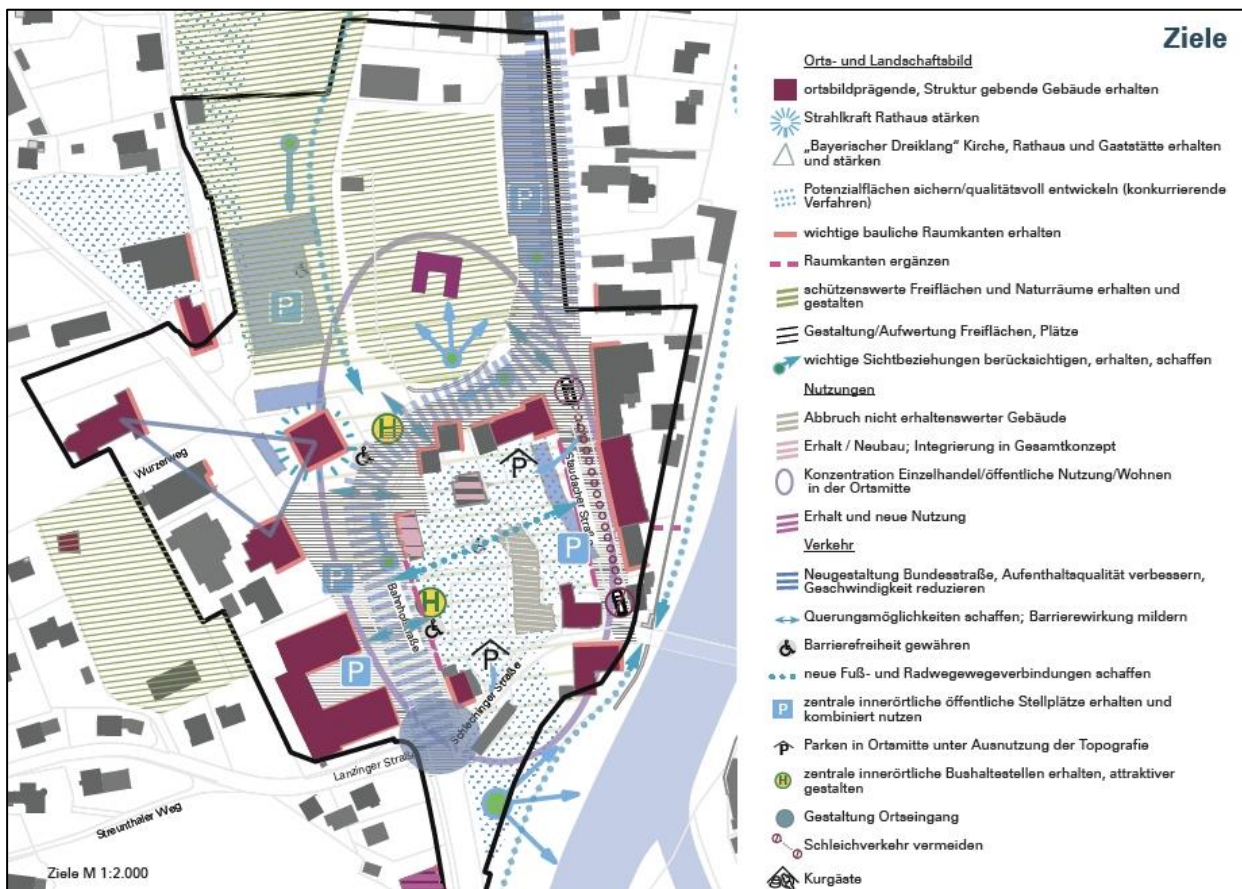 Ziele
Orts- und Landschaftsbild
ortsbildprägende, Struktur gebende Gebäude erhalten
Strahlkraft Rathaus stärken
„Bayerischer Dreiklang“ Kirche, Rathaus und Gaststätte erhalten
und stärken
Potenzialflächen sichern/qualitätsvoll entwickeln (konkurrierende
Verfahren)
wichtige bauliche Raumkanten erhalten
Raumkanten ergänzen
schützenswerte Freiflächen und Naturräume erhalten und
gestalten
Gestaltung/Aufwertung Freiflächen, Plätze
wichtige Sichtbeziehungen berücksichtigen, erhalten, schaffen
Nutzungen
Abbruch nicht erhaltenswerter Gebäude
Erhalt / Neubau; Integrierung in Gesamtkonzept
Konzentration Einzelhandel/öffentliche Nutzung/Wohnen
in der Ortsmitte
Erhalt und neue Nutzung
Verkehr
Neugestaltung Bundesstraße, Aufenthaltsqualität verbessern,
Geschwindigkeit reduzieren
Querungsmöglichkeiten schaffen; Barrierewirkung mildern
Barrierefreiheit gewähren
neue Fuß- und Radwegewegeverbindungen schaffen
P
zentrale innerörtliche öffentliche Stellplätze erhalten und
kombiniert nutzen
P
Parken in Ortsmitte unter Ausnutzung der Topografie
H
zentrale innerörtliche Bushaltestellen erhalten, attraktiver
gestalten
Gestaltung Ortseingang
Schleichverkehr vermeiden
Kurgäste
P
P
H
P
Wurzerweg
Staudacher Straße
P
P
Bahnhofstraße
H
P
P
Schlechinger Straße
Lanzinger Straße
Streunthaler Weg
Ziele M 1:2.000